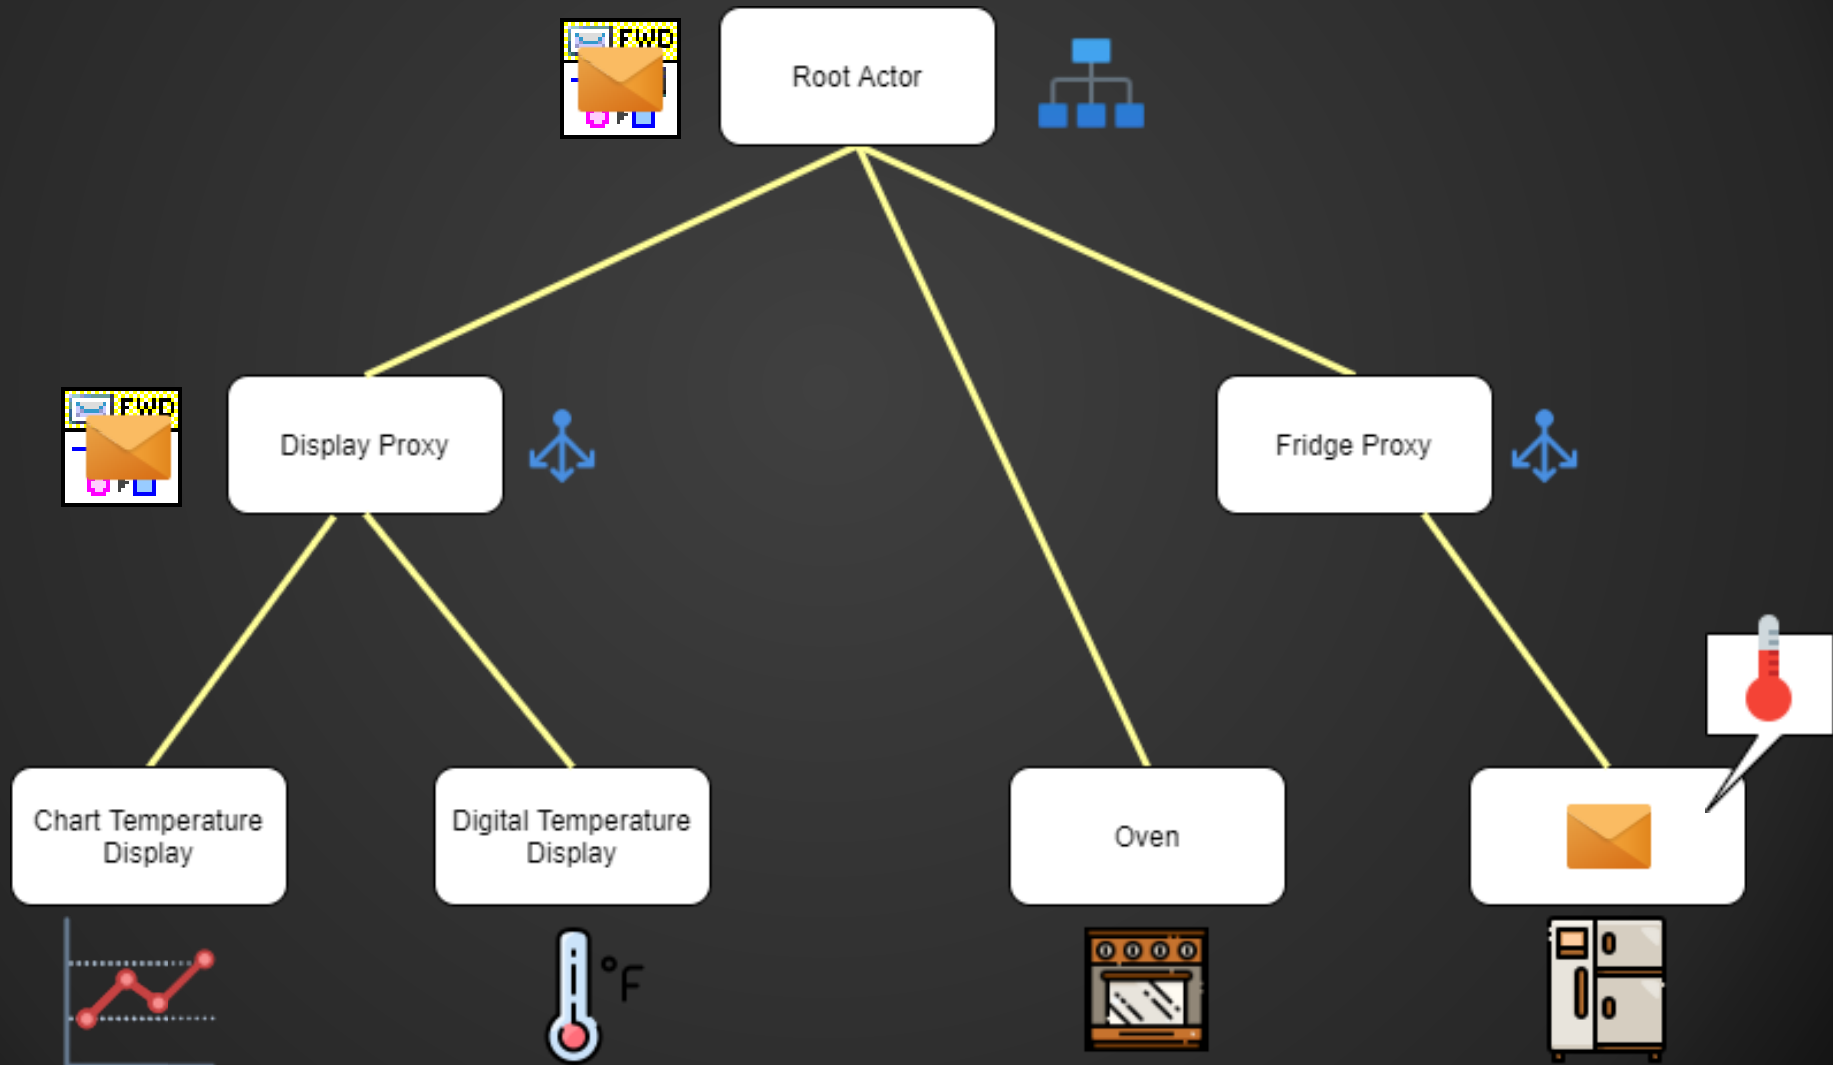 FWD
Root Actor
FWD
Display Proxy
Fridge Proxy
Chart Temperature
Display
Digital Temperature
Display
Oven
°F